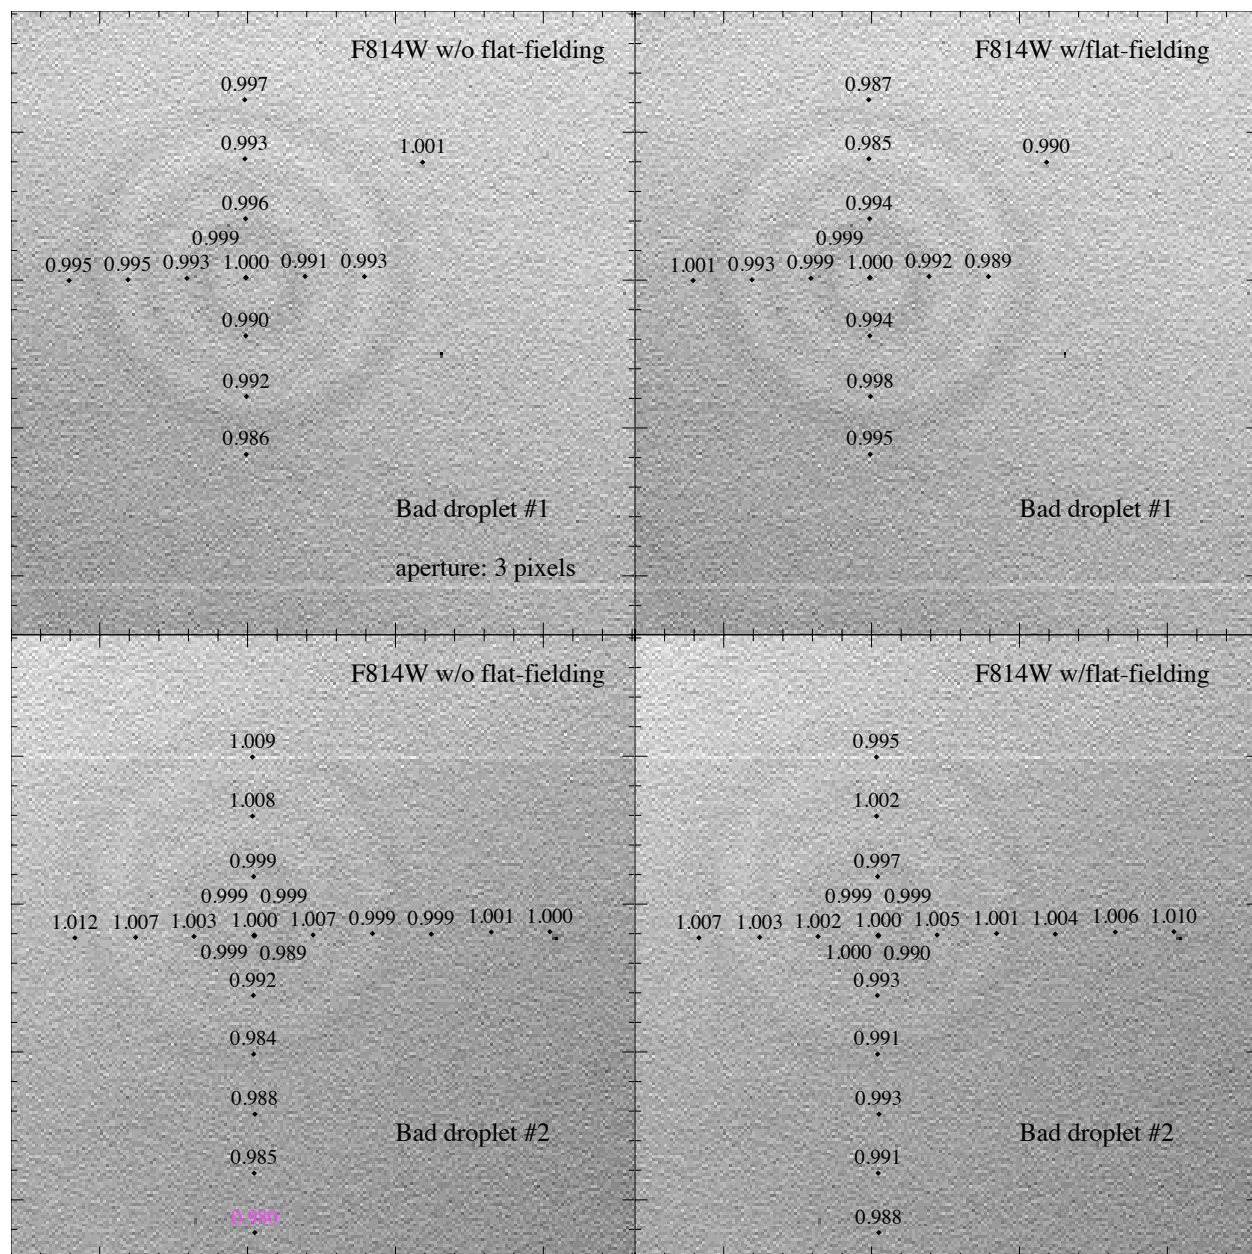 F814W w/o flat-fielding
0.997
0.993
1.001
0.996
0.999
0.995 0.995 0.993 1.000 0.991 0.993
0.990
0.992
0.986
Bad droplet #1
aperture: 3 pixels
F814W w/flat-fielding
0.987
0.985
0.990
0.994
0.999
1.001 0.993 0.999 1.000 0.992 0.989
0.994
0.998
0.995
Bad droplet #1
F814W w/o flat-fielding
1.009
1.008
0.999
0.999 0.999
1.012 1.007 1.003 1.000 1.007 0.999 0.999 1.001 1.000
0.999 0.989
0.992
0.984
0.988
Bad droplet #2
0.985
0.980
F814W w/flat-fielding
0.995
1.002
0.997
0.999 0.999
1.007 1.003 1.002 1.000 1.005 1.001 1.004 1.006 1.010
1.000 0.990
0.993
0.991
0.993
Bad droplet #2
0.991
0.988